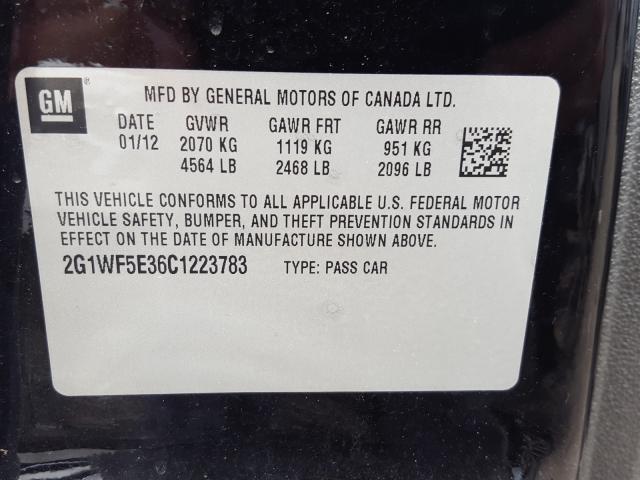 GM ®
MFD BY GENERAL MOTORS OF CANADA LTD.
DATE GVWR GAWR FRT GAWR RR
01/12 2070 KG 1119 KG 951 KG
4564 LB 2468 LB 2096 LB
THIS VEHICLE CONFORMS TO ALL APPLICABLE U.S. FEDERAL MOTOR
VEHICLE SAFETY, BUMPER, AND THEFT PREVENTION STANDARDS IN
EFFECT ON THE DATE OF MANUFACTURE SHOWN ABOVE.
2G1WF5E36C1223783 TYPE: PASS CAR